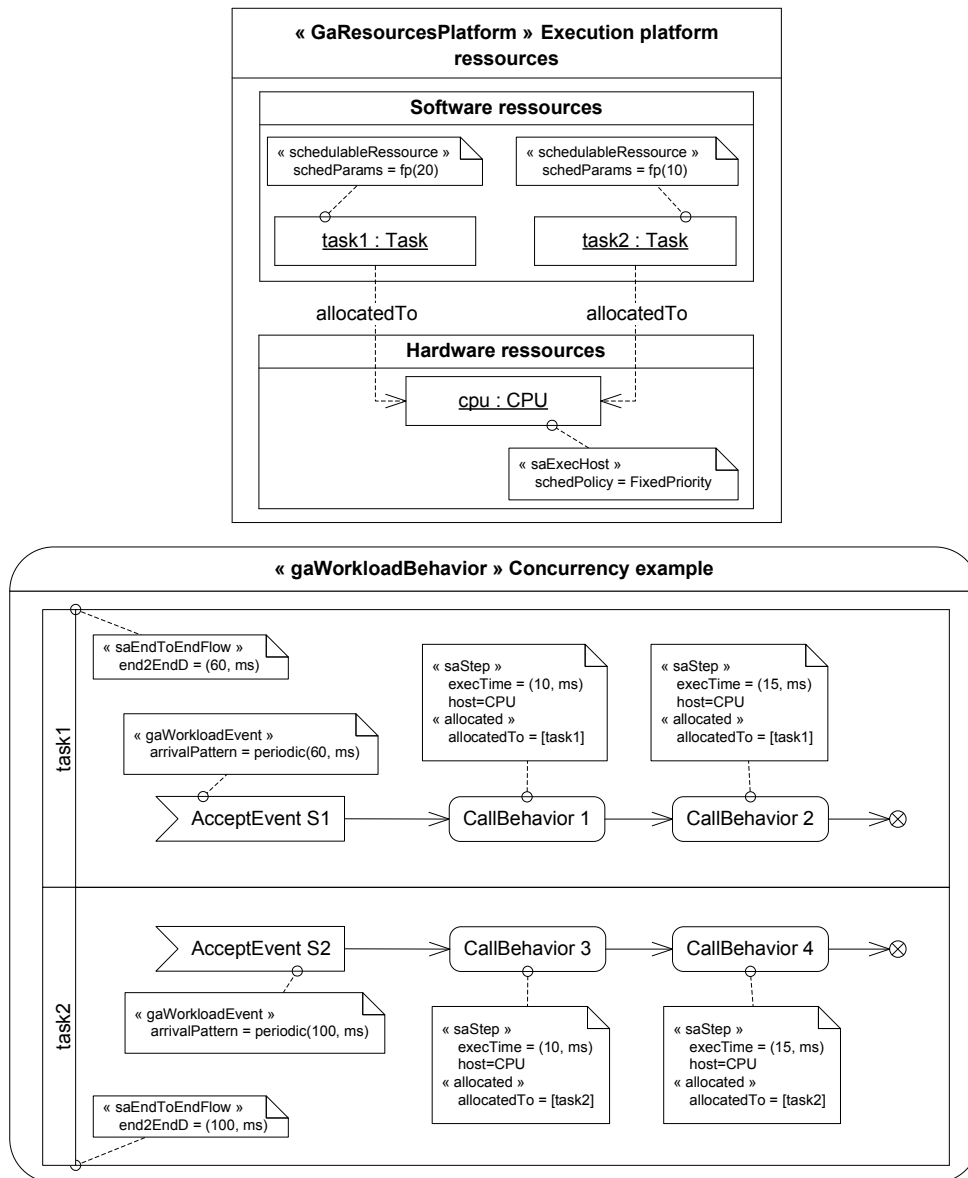 « GaResourcesPlatform » Execution platform
ressources
Software ressources
« schedulableRessource »
schedParams = fp(20)
« schedulableRessource »
schedParams = fp(10)
task1 : Task
task2 : Task
allocatedTo
allocatedTo
Hardware ressources
cpu : CPU
« saExecHost »
schedPolicy = FixedPriority
« gaWorkloadBehavior » Concurrency example
task1
« saEndToEndFlow »
end2EndD = (60, ms)
« gaWorkloadEvent »
arrivalPattern = periodic(60, ms)
« saStep »
execTime = (10, ms)
host=CPU
« allocated »
allocatedTo = [task1]
« saStep »
execTime = (15, ms)
host=CPU
« allocated »
allocatedTo = [task1]
AcceptEvent S1
CallBehavior 1
CallBehavior 2
task2
AcceptEvent S2
CallBehavior 3
CallBehavior 4
« gaWorkloadEvent »
arrivalPattern = periodic(100, ms)
« saStep »
execTime = (10, ms)
host=CPU
« allocated »
allocatedTo = [task2]
« saStep »
execTime = (15, ms)
host=CPU
« allocated »
allocatedTo = [task2]
« saEndToEndFlow »
end2EndD = (100, ms)